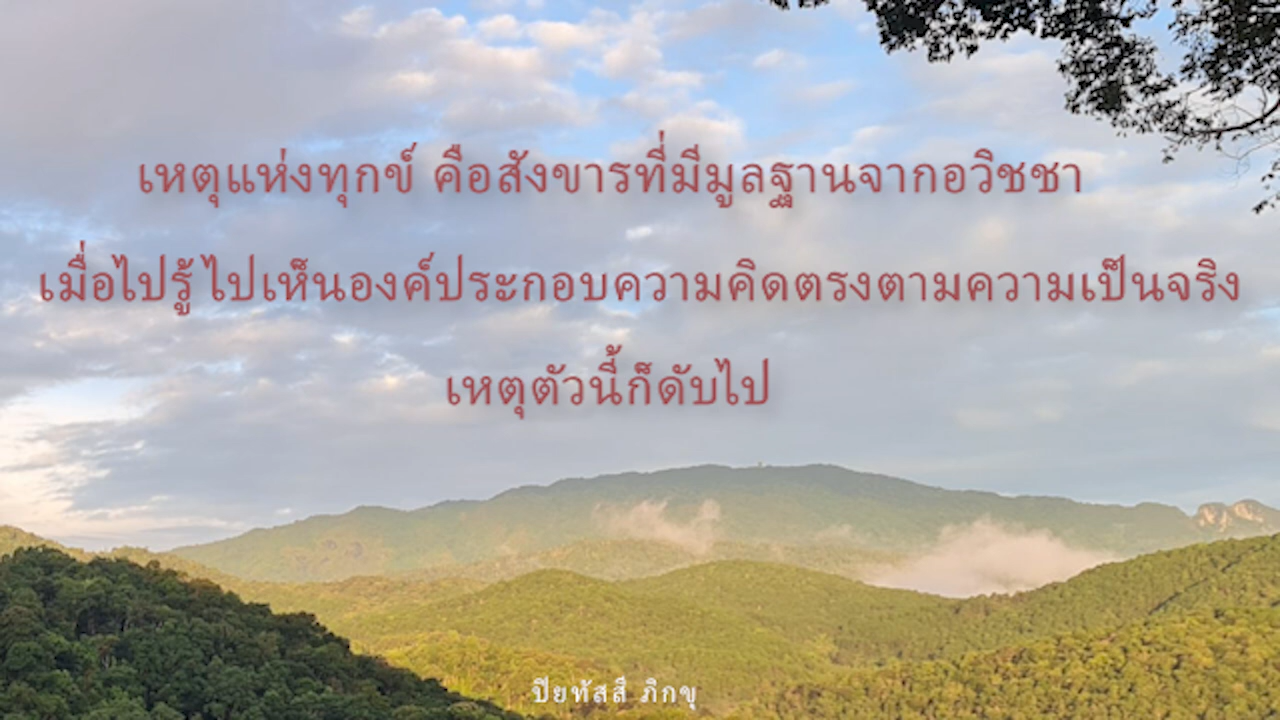 เหตุแห่งทุกข์ คือสังขารที่มีมูลฐานจากอวิชชา
เมื่อไปรู้ ไปเห็นองค์ประกอบความคิดตรงตามความเป็นจริง
เหตุตัวนี้ก็ดับไป
ปิยทัสสี ภิกขุ